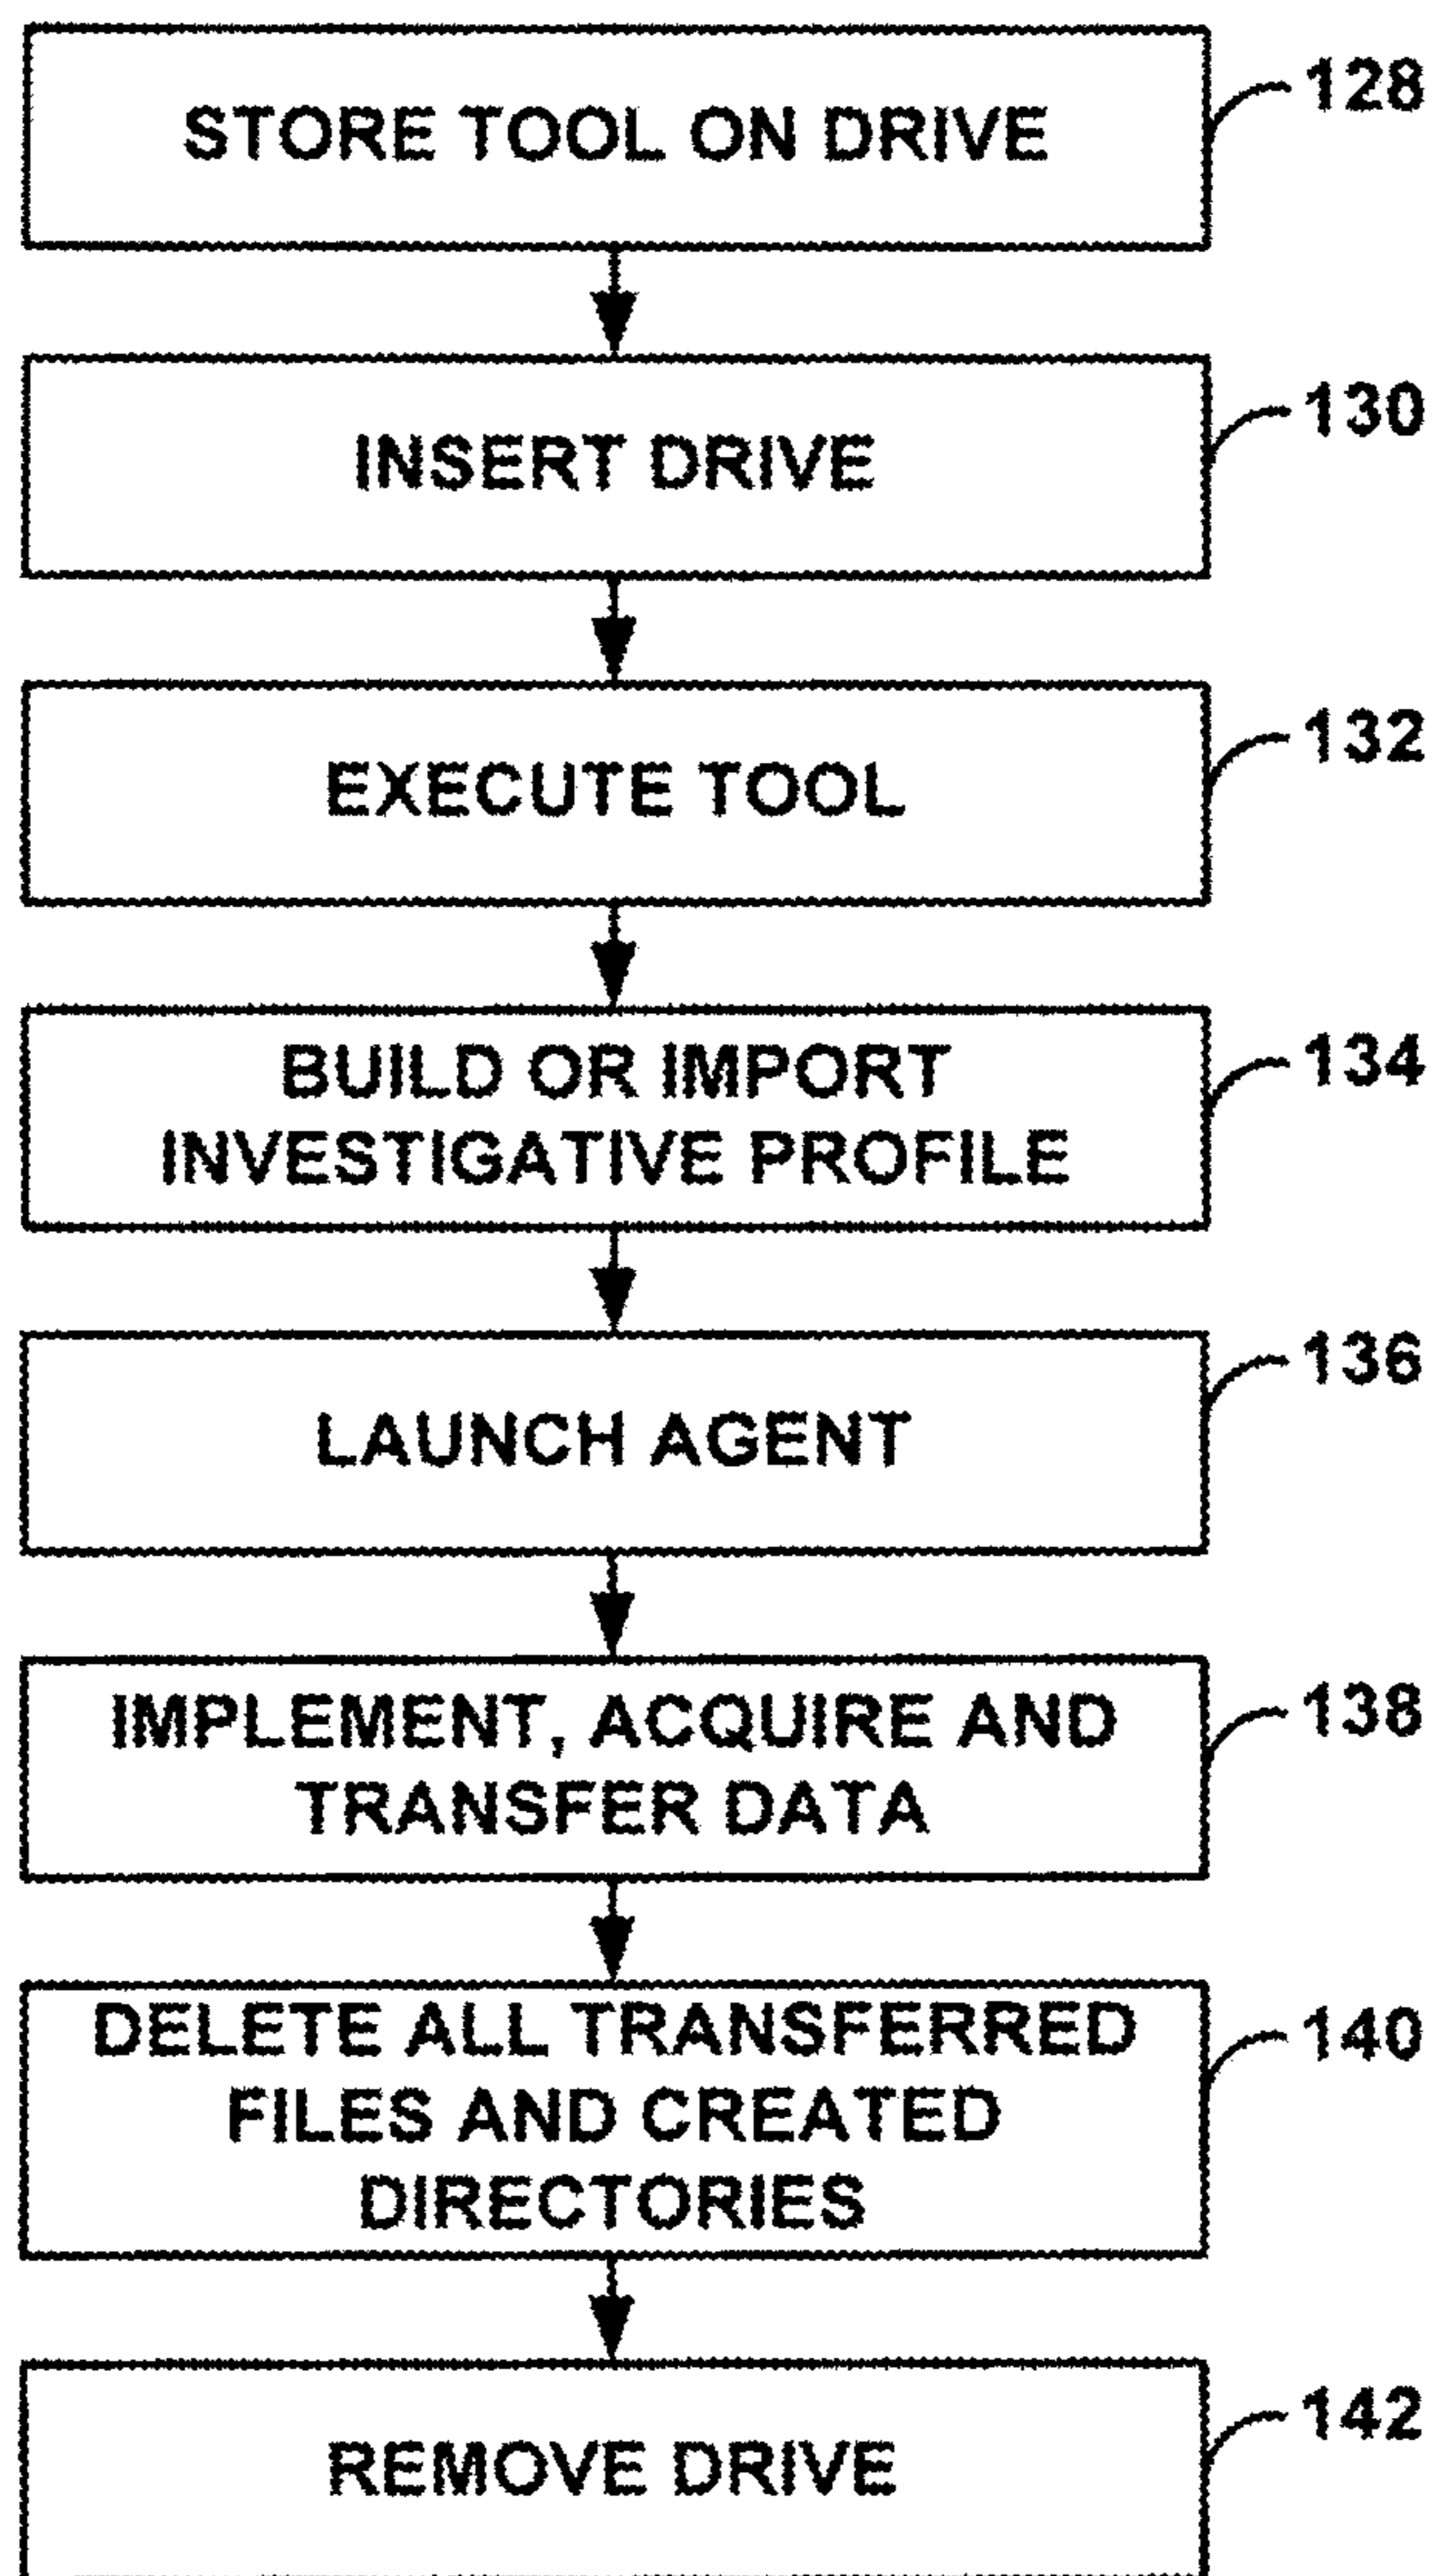 STORE TOOL ON DRIVE
128
INSERT DRIVE
130
EXECUTE TOOL
132
BUILD OR IMPORT
INVESTIGATIVE PROFILE
134
LAUNCH AGENT
136
IMPLEMENT, ACQUIRE AND
TRANSFER DATA
138
DELETE ALL TRANSFERRED
FILES AND CREATED
DIRECTORIES
140
REMOVE DRIVE
142